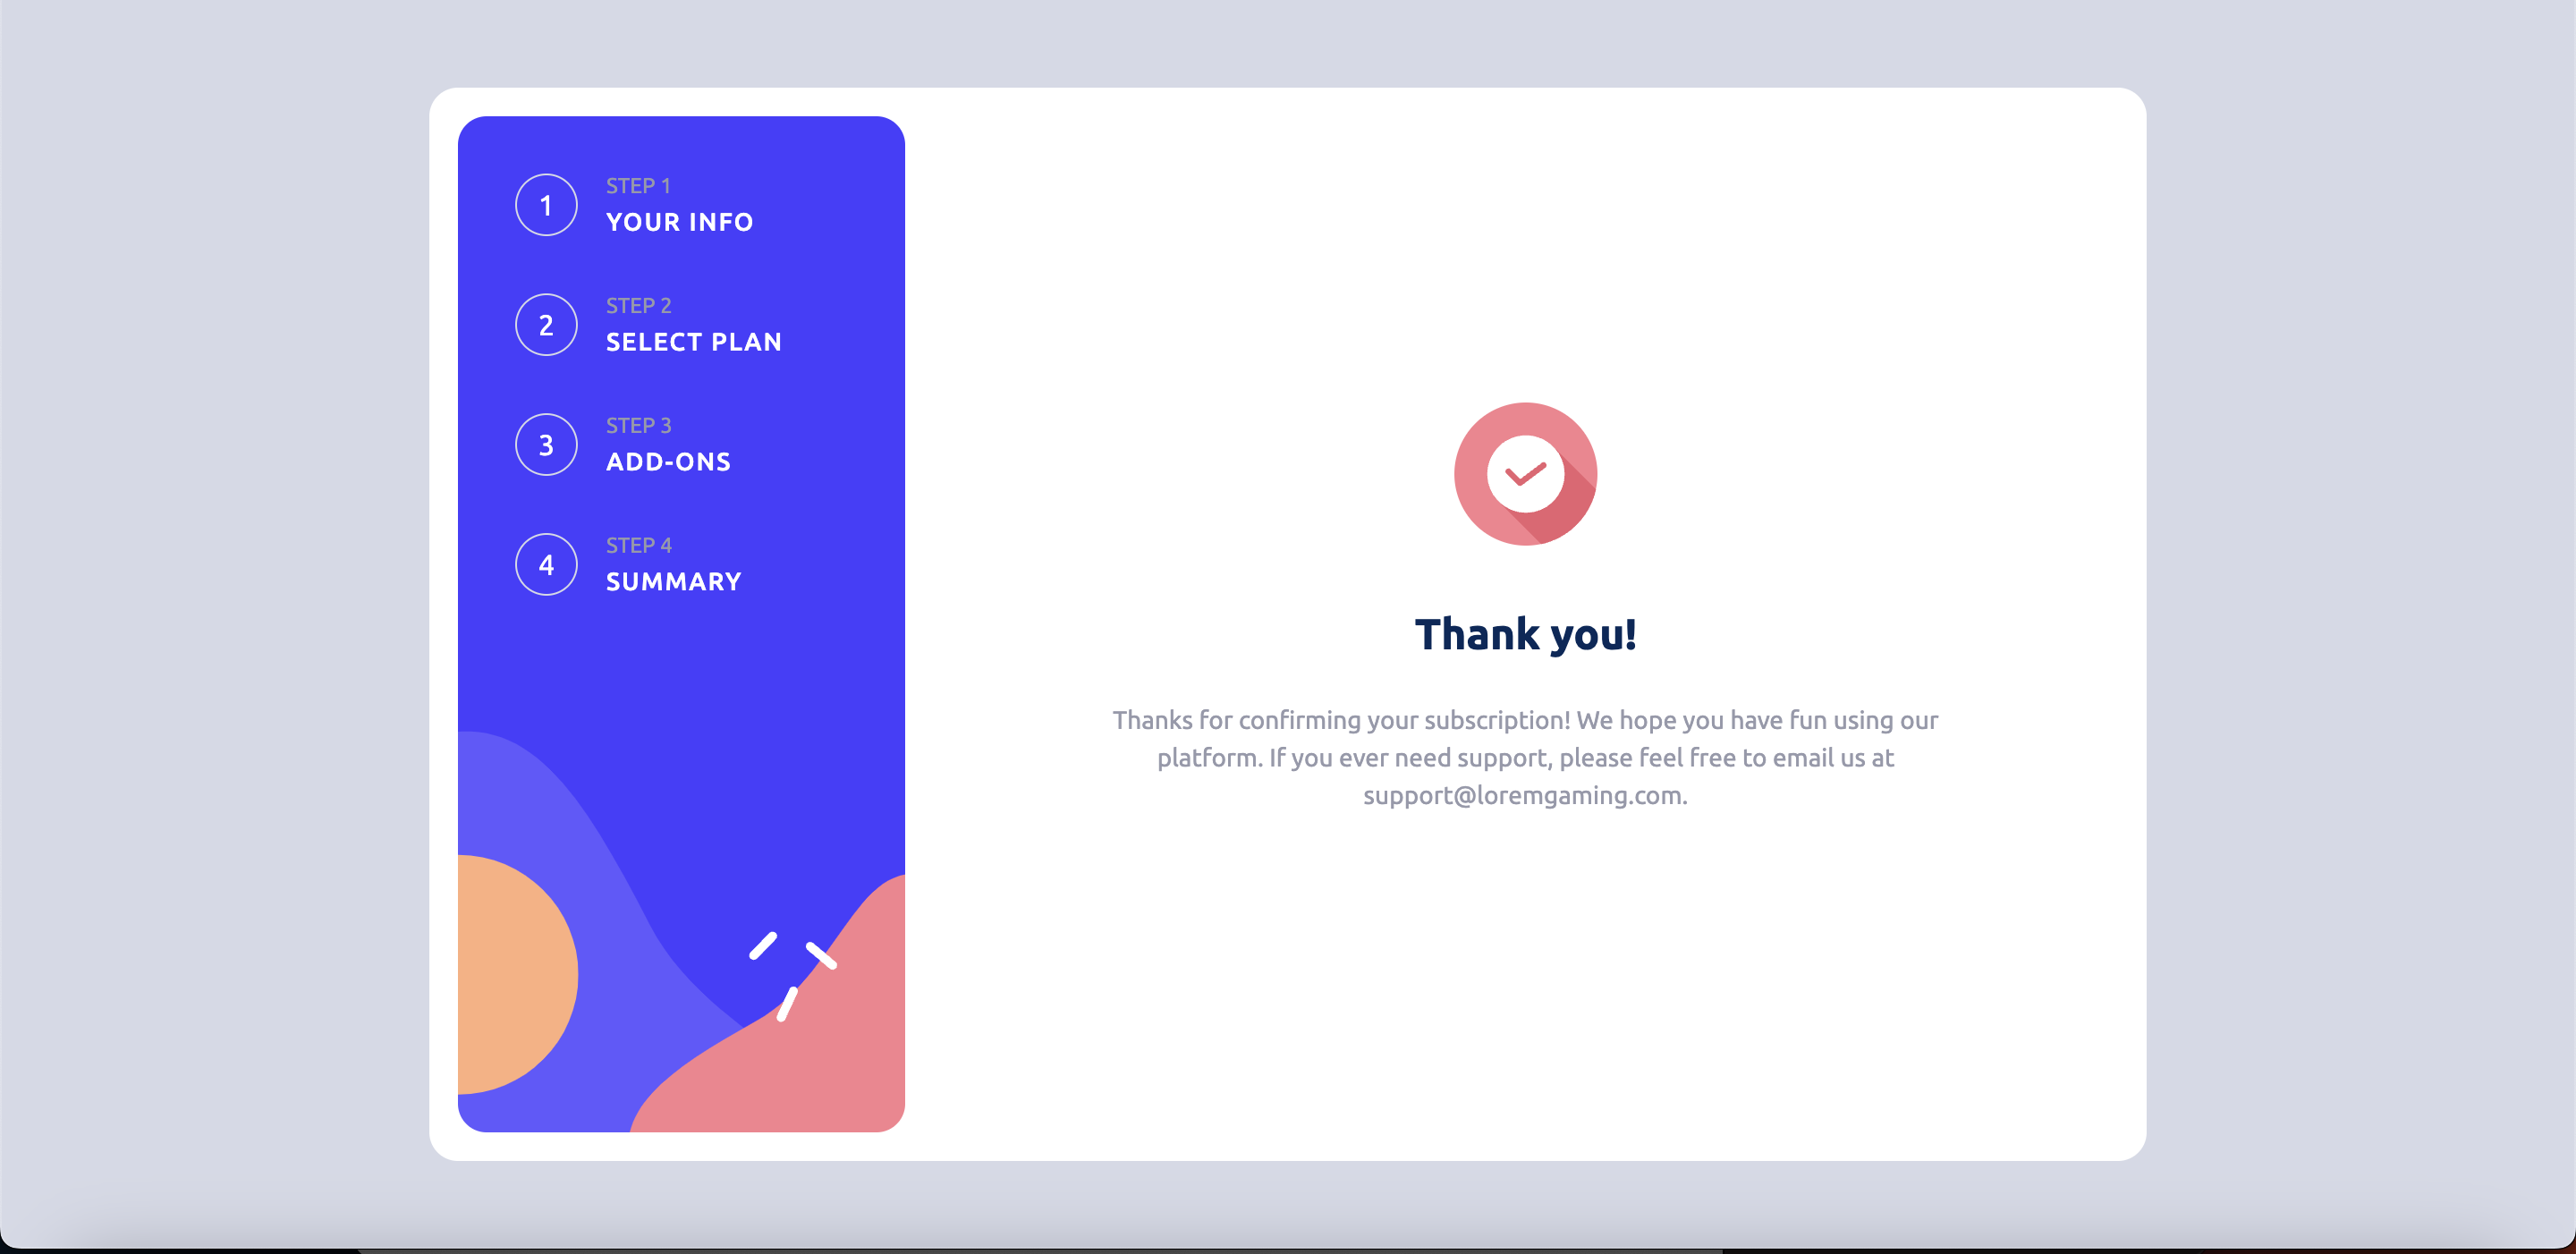 1
STEP 1
YOUR INFO
2
STEP 2
SELECT PLAN
3
STEP 3
ADD-ONS
4
STEP 4
SUMMARY
Thank you!
Thanks for confirming your subscription! We hope you have fun using our
platform. If you ever need support, please feel free to email us at
support@loremgaming.com.